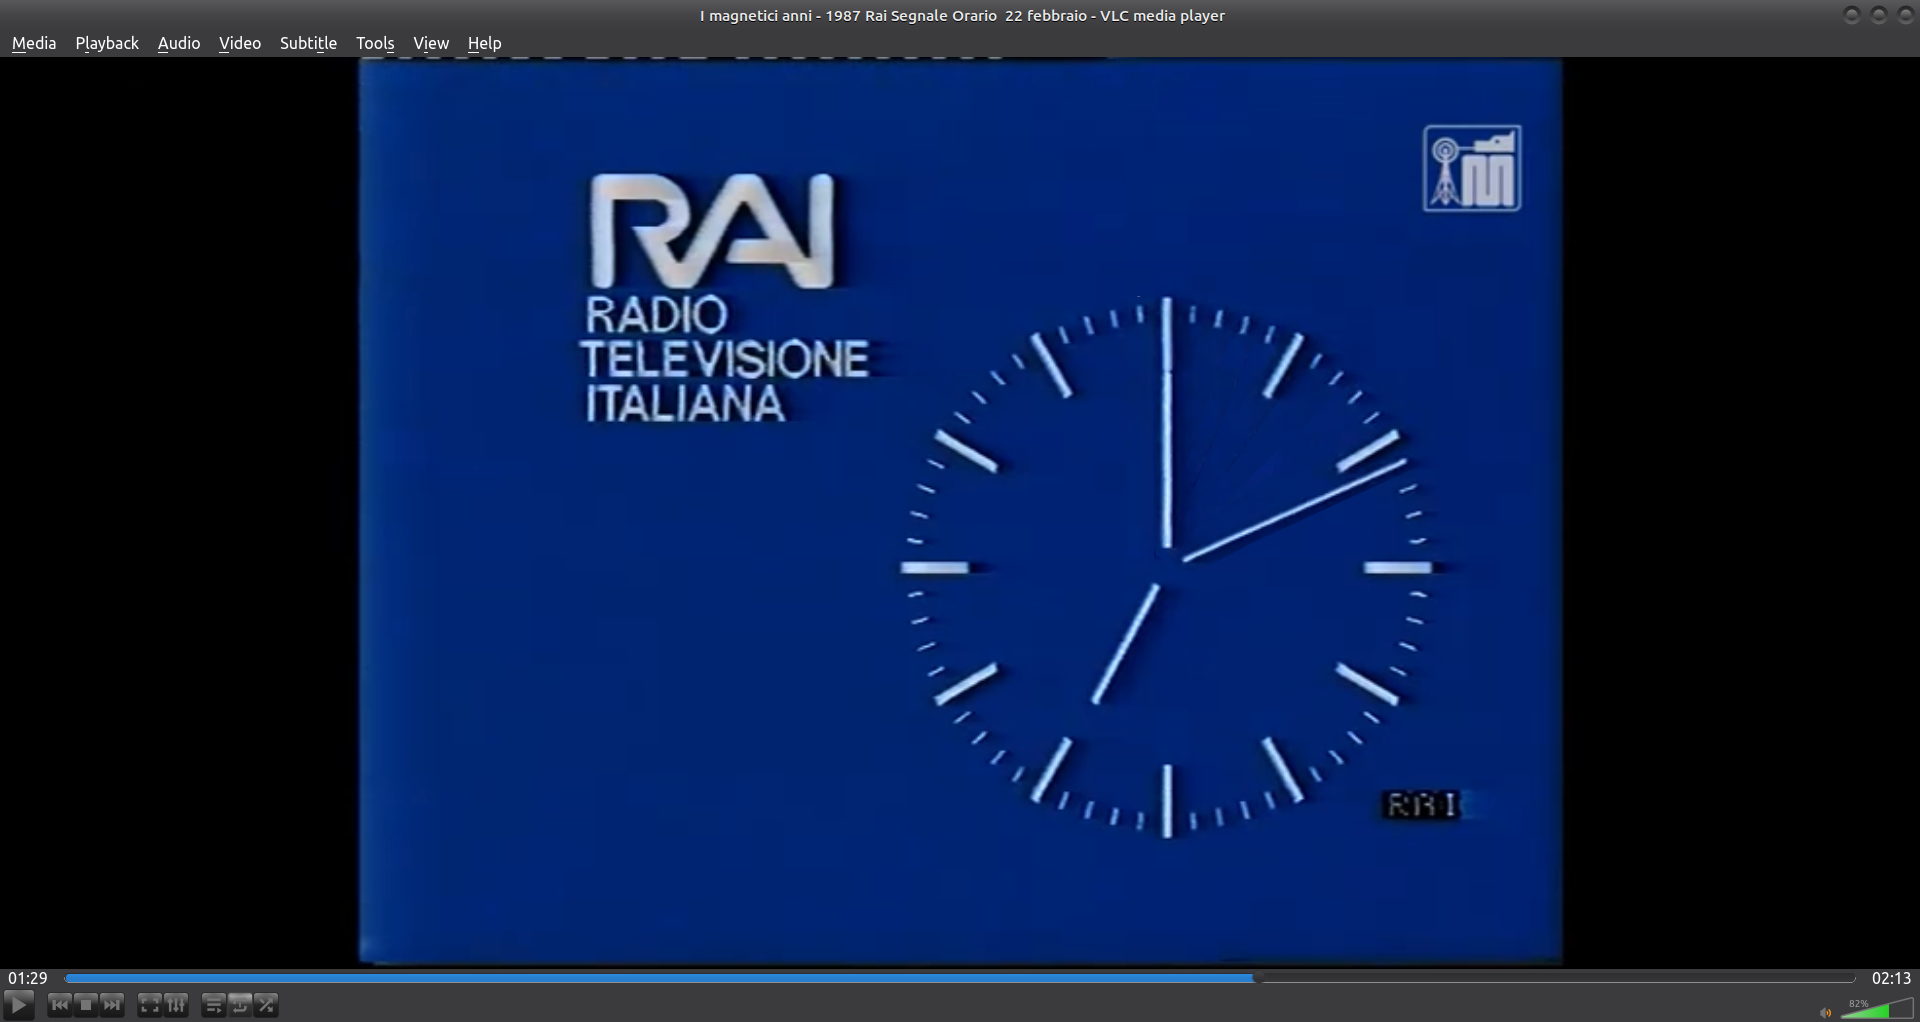 I magnetici anni - 1987 Rai Segnale Orario  22 febbraio - VLC media player
Media Playback Audio Video Subtitle Tools View Help
RAI
RADIO
TELEVISIONE
ITALIANA
01:29
02:13
82%